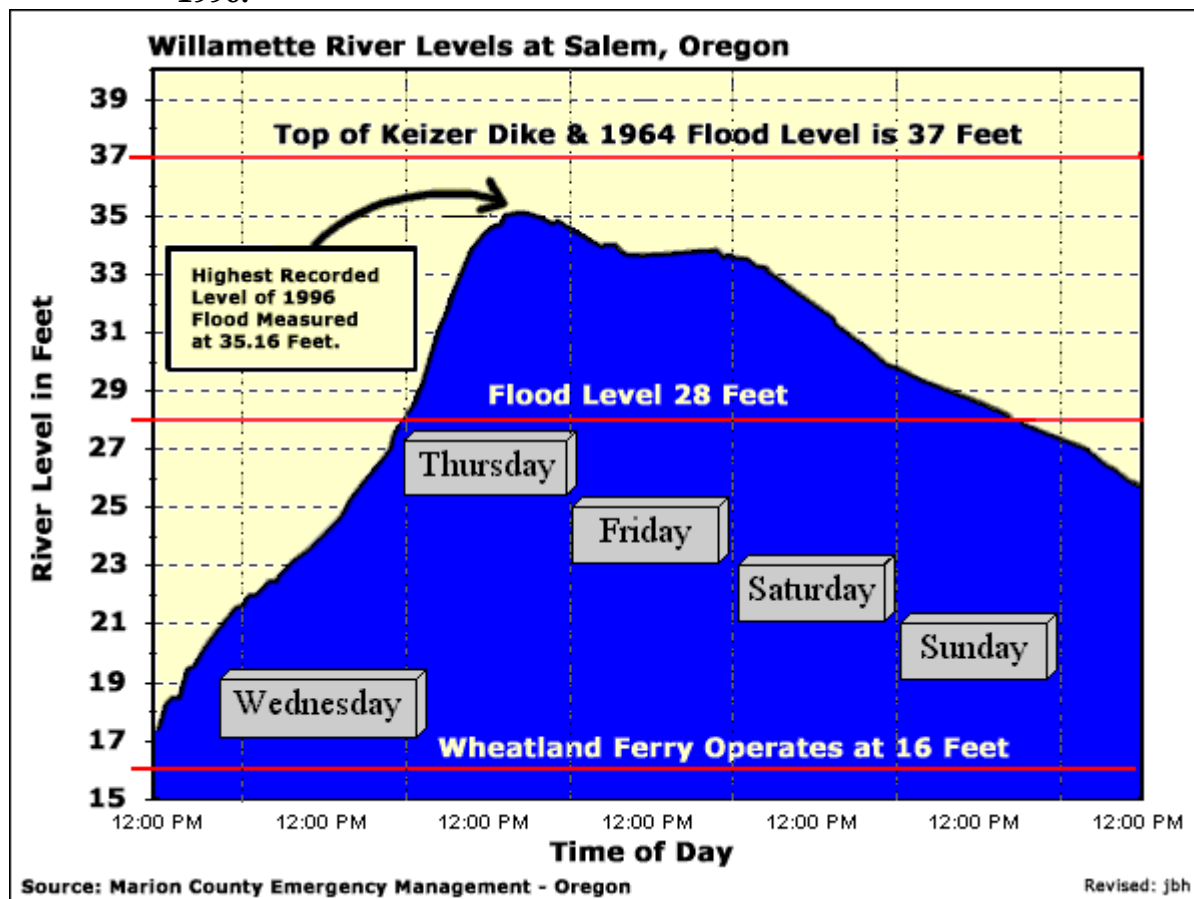 1996.
Willamette River Levels at Salem, Oregon
39
Top of Keizer Dike & 1964 Flood Level is 37 Feet
37
35
33
Highest Recorded
Level of 1996
Flood Measured
at 35.16 Feet.
31
29
Flood Level 28 Feet
27
Thursday
25
Friday
23
Saturday
21
Sunday
19
Wednesday
17
Wheatland Ferry Operates at 16 Feet
15
River Level in Feet
12:00 PM 12:00 PM 12:00 PM 12:00 PM 12:00 PM 12:00 PM 12:00 PM
Time of Day
Source: Marion County Emergency Management - Oregon
Revised: jbh